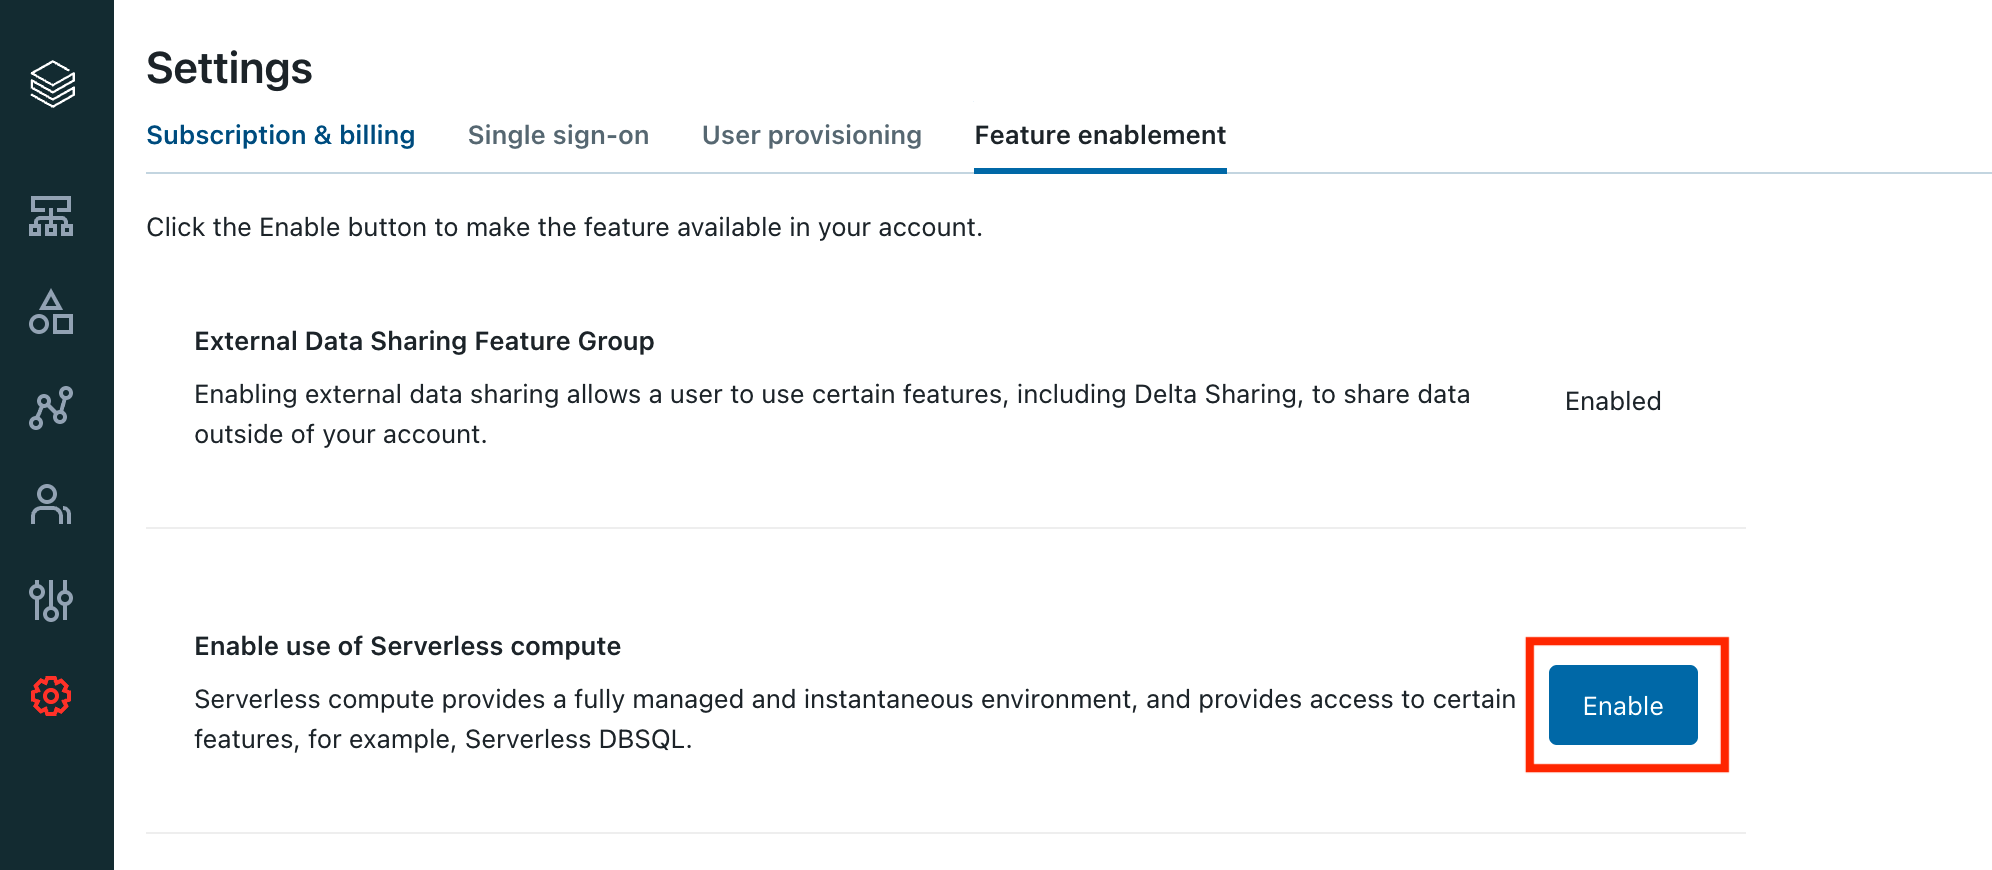 Settings
Subscription & billing Single sign-on User provisioning Feature enablement
Click the Enable button to make the feature available in your account.
External Data Sharing Feature Group
Enabling external data sharing allows a user to use certain features, including Delta Sharing, to share data
outside of your account.
Enabled
Enable use of Serverless compute
Serverless compute provides a fully managed and instantaneous environment, and provides access to certain
features, for example, Serverless DBSQL.
Enable